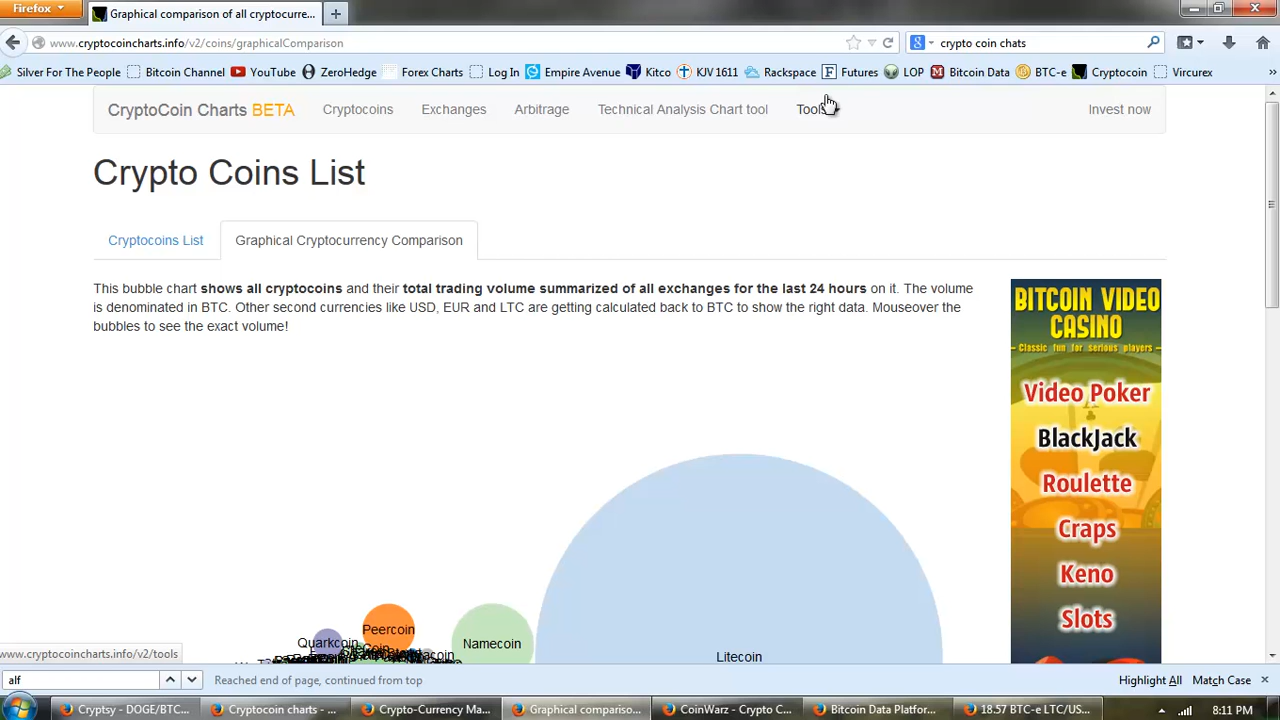 Firefox
Graphical comparison of all cryptocurre...
www.cryptocoincharts.info/v2/coins/graphicalComparison
crypto coin chats
Silver For The People Bitcoin Channel YouTube ZeroHedge Forex Charts Log In Empire Avenue Kitco KJV 1611 Rackspace Futures LOP Bitcoin Data BTC-e Cryptocoin Vircurex »
CryptoCoin Charts BETA Cryptocoins Exchanges Arbitrage Technical Analysis Chart tool Tools Invest now
Crypto Coins List
Cryptocoins List Graphical Cryptocurrency Comparison
This bubble chart shows all cryptocoins and their total trading volume summarized of all exchanges for the last 24 hours on it. The volume
is denominated in BTC. Other second currencies like USD, EUR and LTC are getting calculated back to BTC to show the right data. Mouseover the
bubbles to see the exact volume!
BITCOIN VIDEO
CASINO
Classic fun for serious players
Video Poker
BlackJack
Roulette
Craps
Keno
Slots
Peercoin
Quarkcoin
Namecoin
Litecoin
www.cryptocoincharts.info/v2/tools
alf Reached end of page, continued from top Highlight All Match Case
Cryptsy - DOGE/BTC... Cryptocoin charts - ... Crypto-Currency Ma... Graphical compariso... CoinWarz - Crypto C... Bitcoin Data Platfor... 18.57 BTC-e LTC/US... 8:11 PM